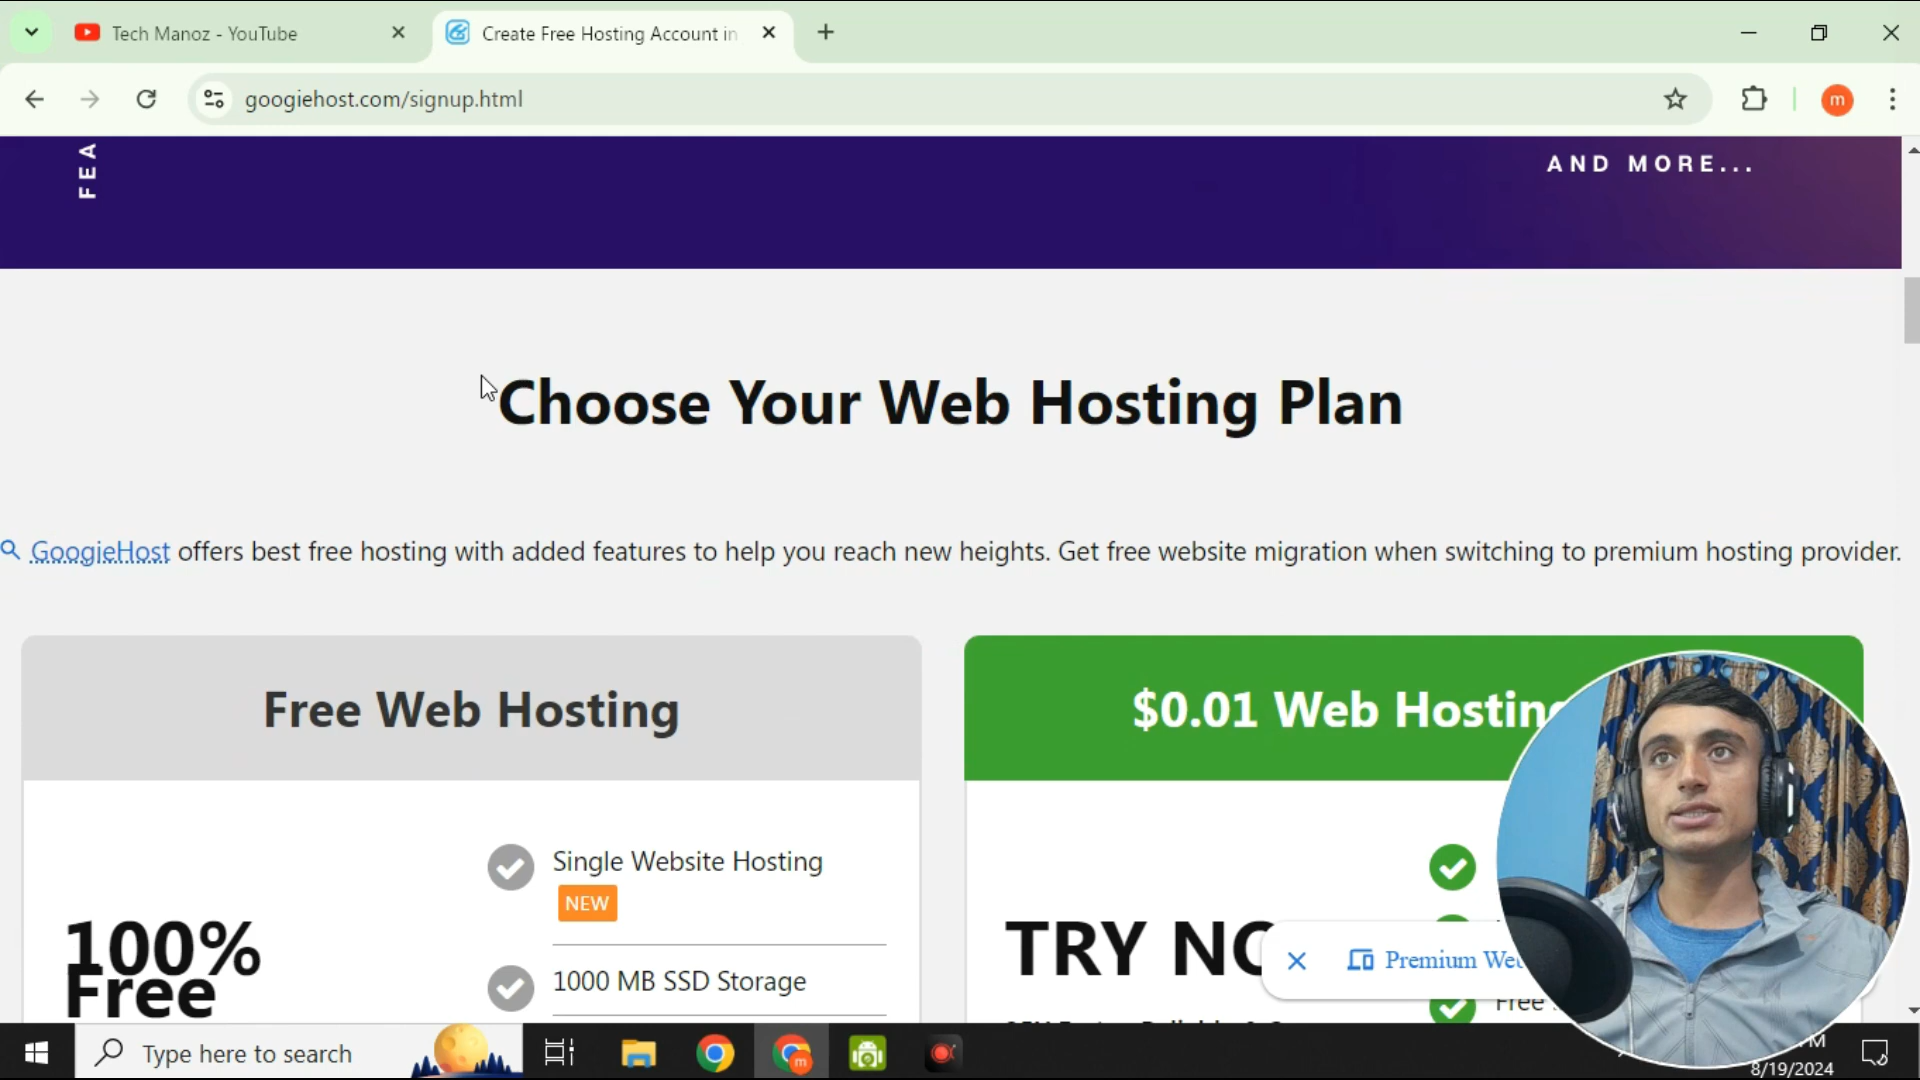 Tech Manoz - YouTube
Create Free Hosting Account in
googiehost.com/signup.html
m
FEA
AND MORE...
Choose Your Web Hosting Plan
GoogieHost offers best free hosting with added features to help you reach new heights. Get free website migration when switching to premium hosting provider.
Free Web Hosting
100%
Free
Single Website Hosting
NEW
1000 MB SSD Storage
$0.01 Web Hosting
TRY NO
Premium Web
Free
Type here to search
m
M
8/19/2024